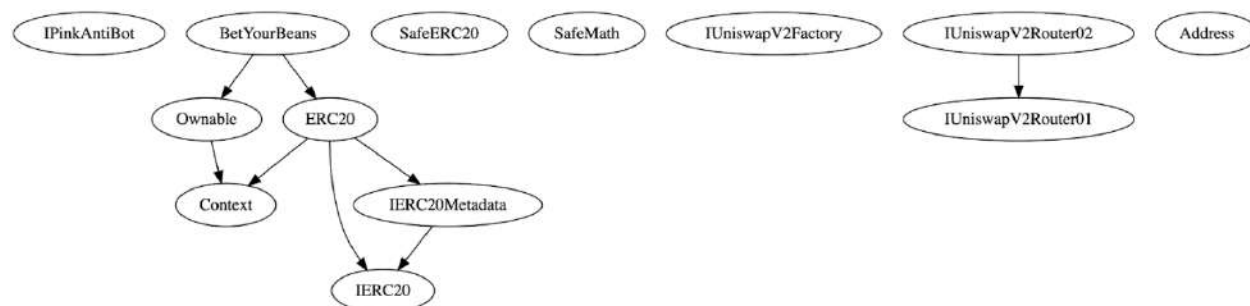 IPinkAntiBot
BetYourBeans
SafeERC20
SafeMath
IUniswapV2Factory
IUniswapV2Router02
Address
Ownable
ERC20
IUniswapV2Router01
Context
IERC20Metadata
IERC20